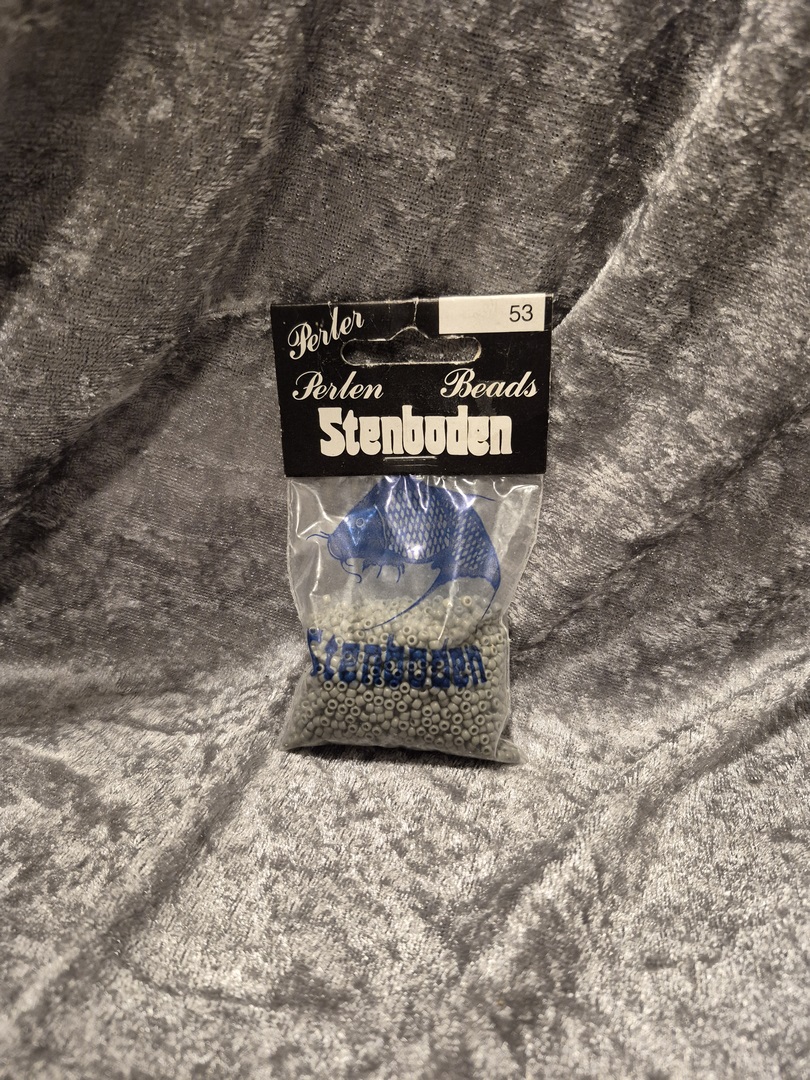 Perler
53
Perlen Beads
Stenboden
Stenboden